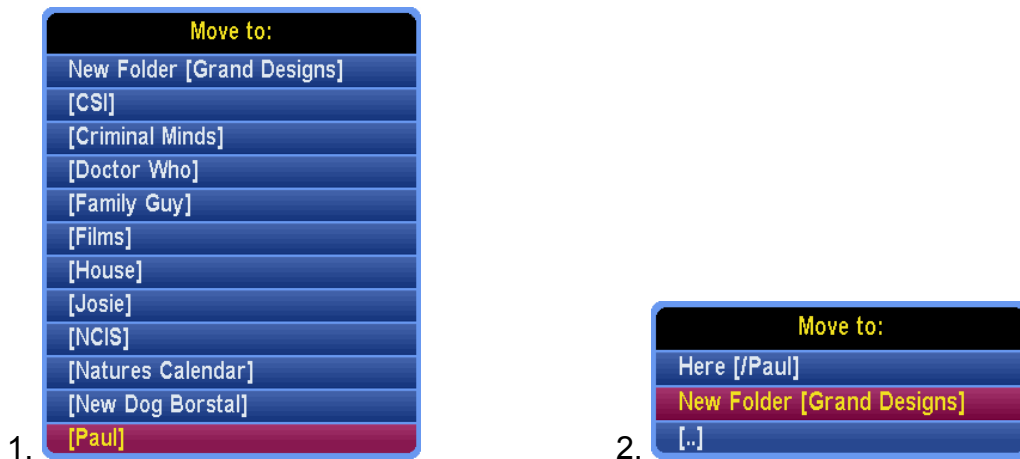 Move to:
New Folder [Grand Designs]
[CSI]
[Criminal Minds]
[Doctor Who]
[Family Guy]
[Films]
[House]
[Josie]
[NCIS]
[Natures Calendar]
[New Dog Borstal]
1. [Paul]
Move to:
Here [/Paul]
New Folder [Grand Designs]
2. [..]